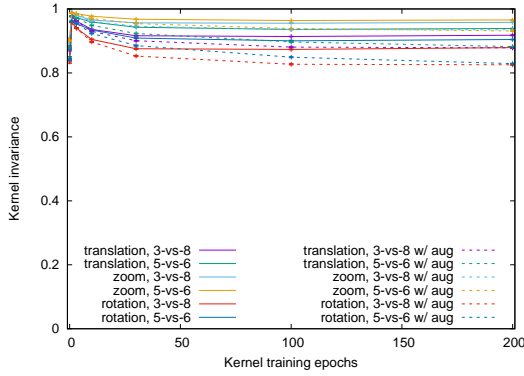 1
0.8
0.6
0.4
0.2
0
Kernel invariance
translation, 3-vs-8
translation, 5-vs-6
zoom, 3-vs-8
zoom, 5-vs-6
rotation, 3-vs-8
rotation, 5-vs-6
translation, 3-vs-8 w/ aug
translation, 5-vs-6 w/ aug
zoom, 3-vs-8 w/ aug
zoom, 5-vs-6 w/ aug
rotation, 3-vs-8 w/ aug
rotation, 5-vs-6 w/ aug
0 50 100 150 200
Kernel training epochs